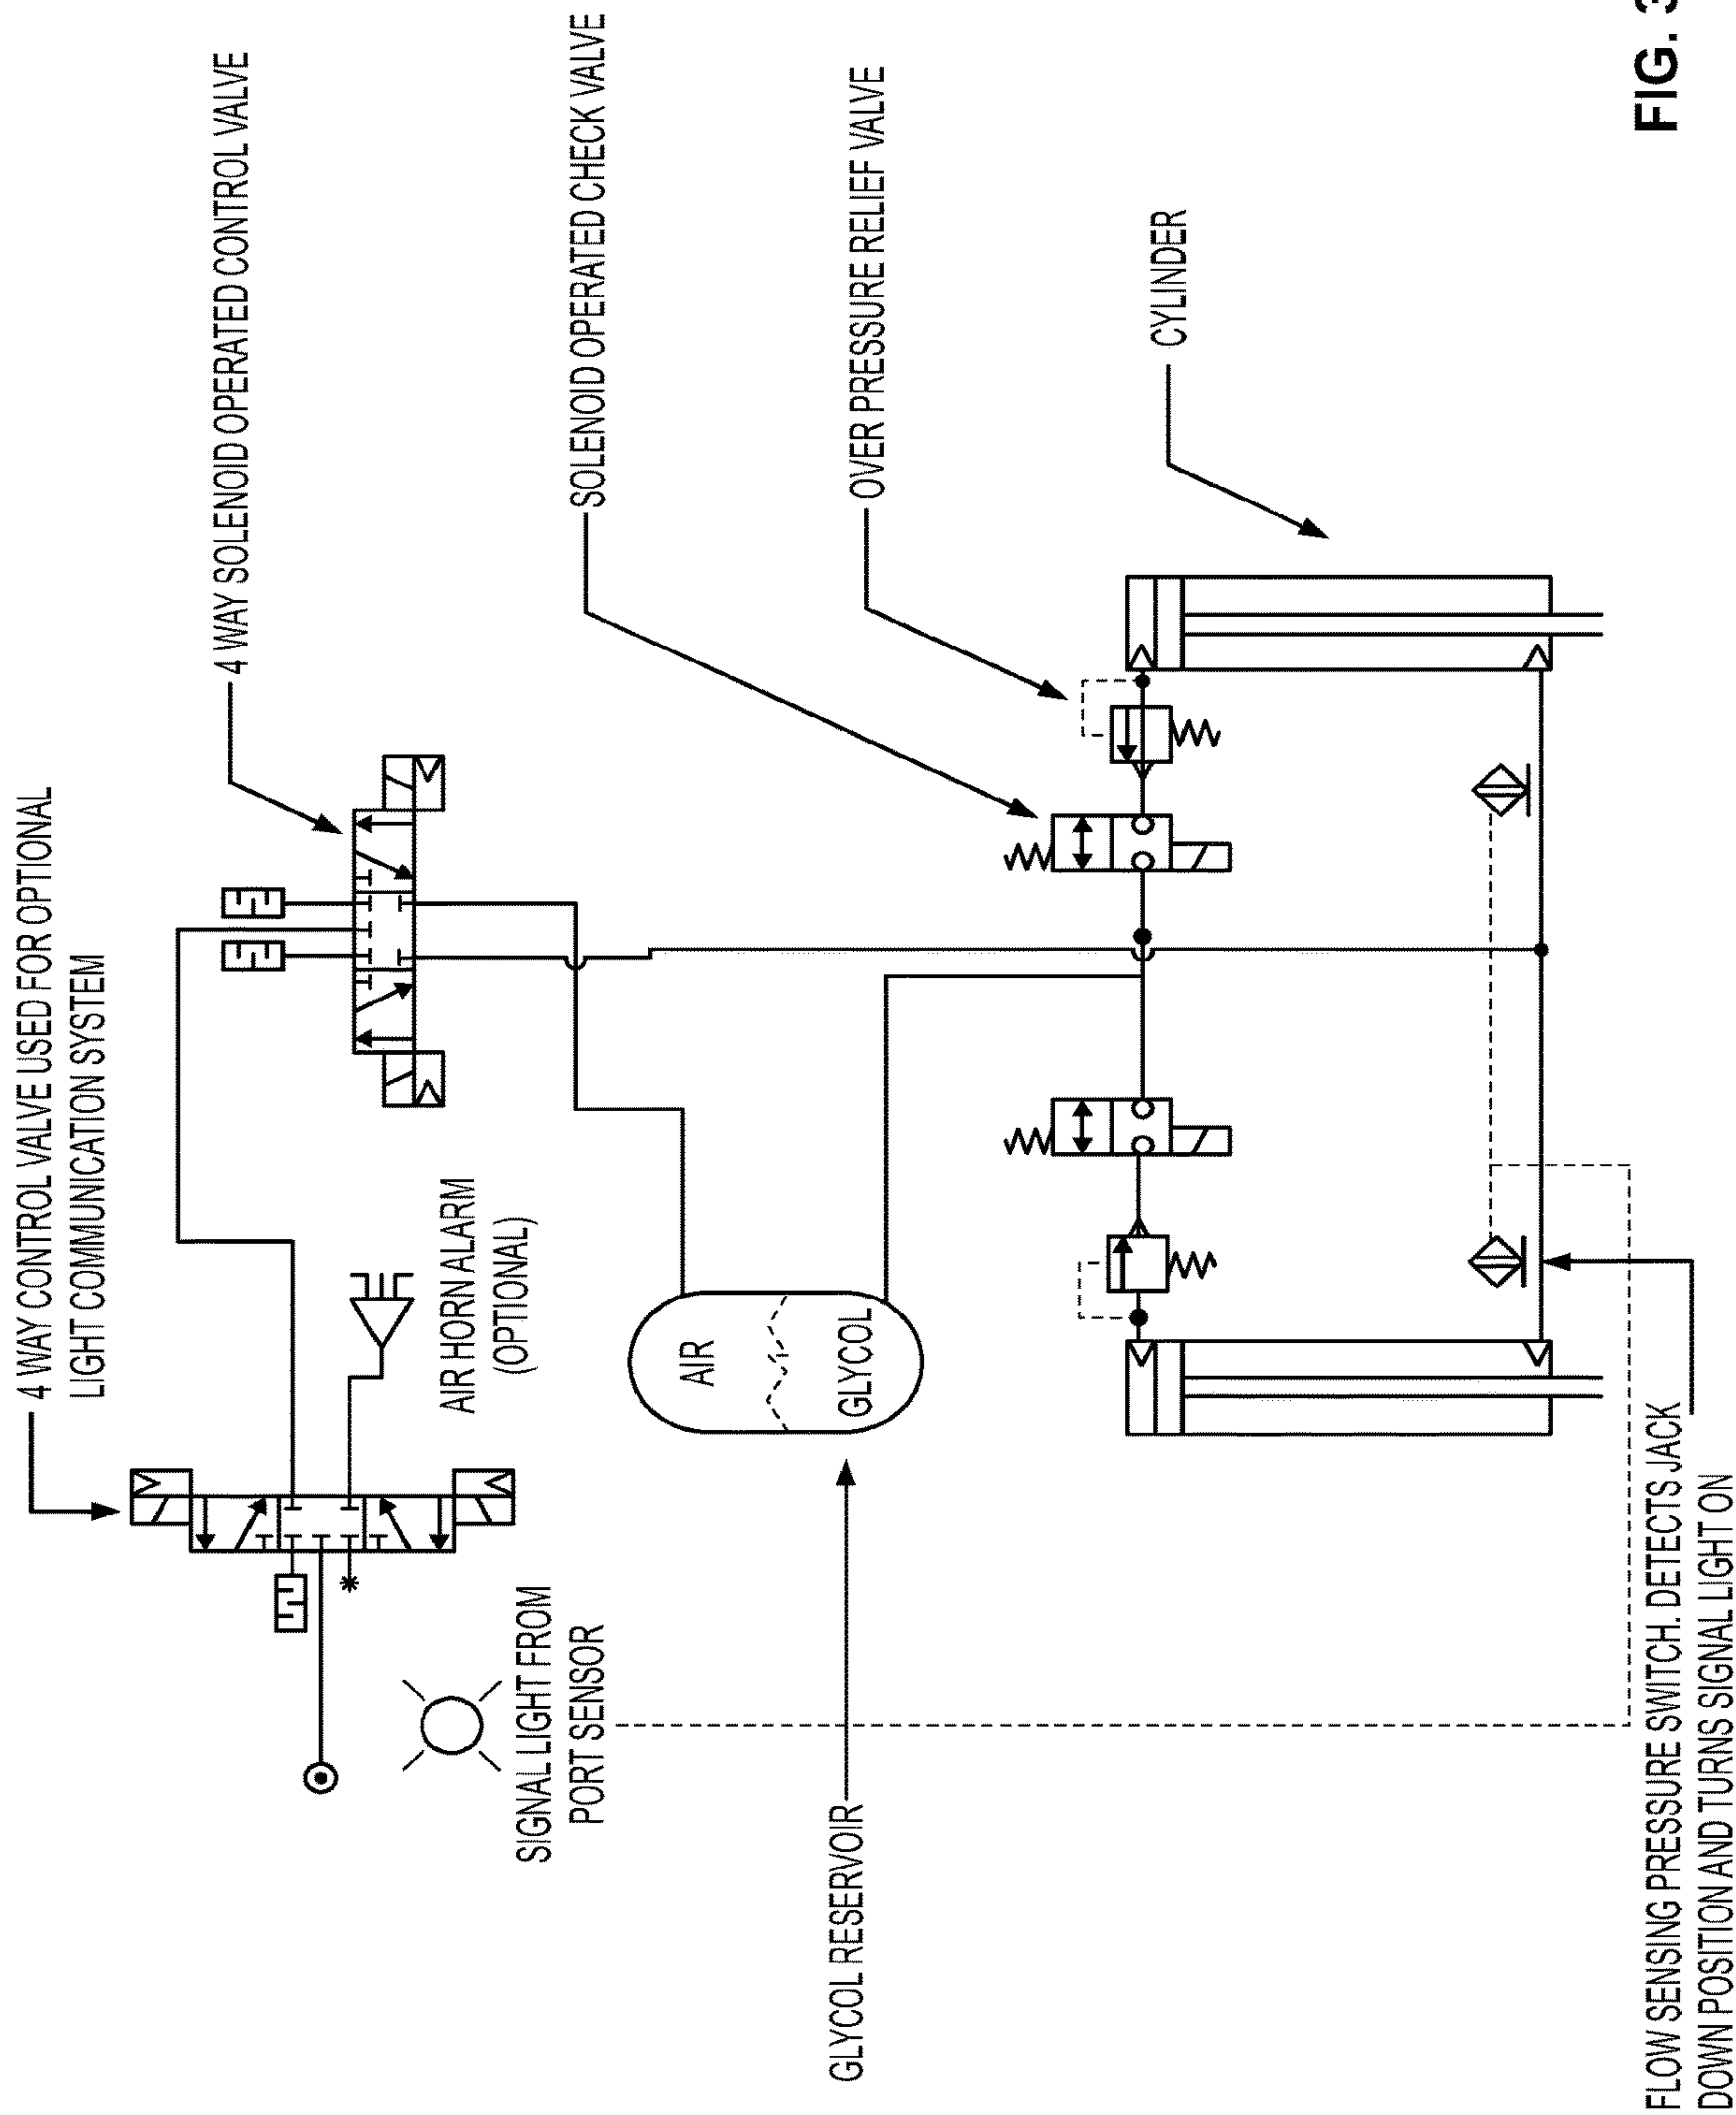 4 WAY CONTROL VALVE USED FOR OPTIONAL
LIGHT COMMUNICATION SYSTEM
4 WAY SOLENOID OPERATED CONTROL VALVE
AIR HORN ALARM
(OPTIONAL)
SIGNAL LIGHT FROM
PORT SENSOR
SOLENOID OPERATED CHECK VALVE
AIR
GLYCOL
GLYCOL RESERVOIR
OVER PRESSURE RELIEF VALVE
CYLINDER
FLOW SENSING PRESSURE SWITCH. DETECTS JACK
DOWN POSITION AND TURNS SIGNAL LIGHT ON
FIG. 3